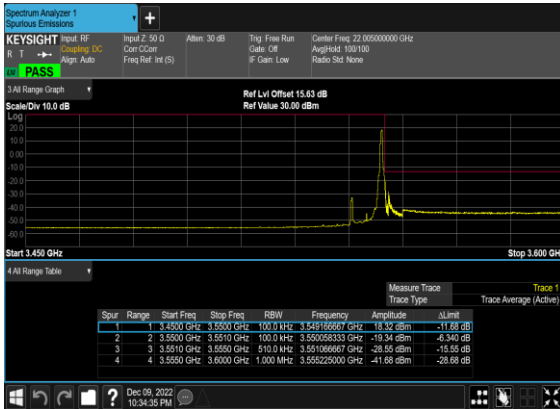 Spectrum Analyzer 1
Spurious Emissions
+
KEYSIGHT Input: RF Input Z: 50 Ω Atten: 30 dB Trig: Free Run Center Freq: 22.005000000 GHz
R T Coupling: DC Corr CCorr Gate: Off Avg|Hold: 100/100
Align: Auto Freq Ref: Int (S) IF Gain: Low Radio Std: None
LXI PASS
3 All Range Graph
Ref Lvl Offset 15.63 dB
Scale/Div 10.0 dB Ref Value 30.00 dBm
Log
20.0
10.0
0.00
-10.0
-20.0
-30.0
-40.0
-50.0
-60.0
Start 3.450 GHz Stop 3.600 GH
4 All Range Table
Measure Trace Trace 1
Trace Type Trace Average (Active)
Spur Range Start Freq Stop Freq RBW Frequency Amplitude ΔLimit
1 1 3.4500 GHz 3.5500 GHz 100.0 kHz 3.549166667 GHz 18.32 dBm -11.68 dB
2 2 3.5500 GHz 3.5510 GHz 100.0 kHz 3.550058333 GHz -19.34 dBm -6.340 dB
3 3 3.5510 GHz 3.5550 GHz 510.0 kHz 3.551066667 GHz -28.55 dBm -15.55 dB
4 4 3.5550 GHz 3.6000 GHz 1.000 MHz 3.555225000 GHz -41.68 dBm -28.68 dB
? Dec 09, 2022
10:34:35 PM